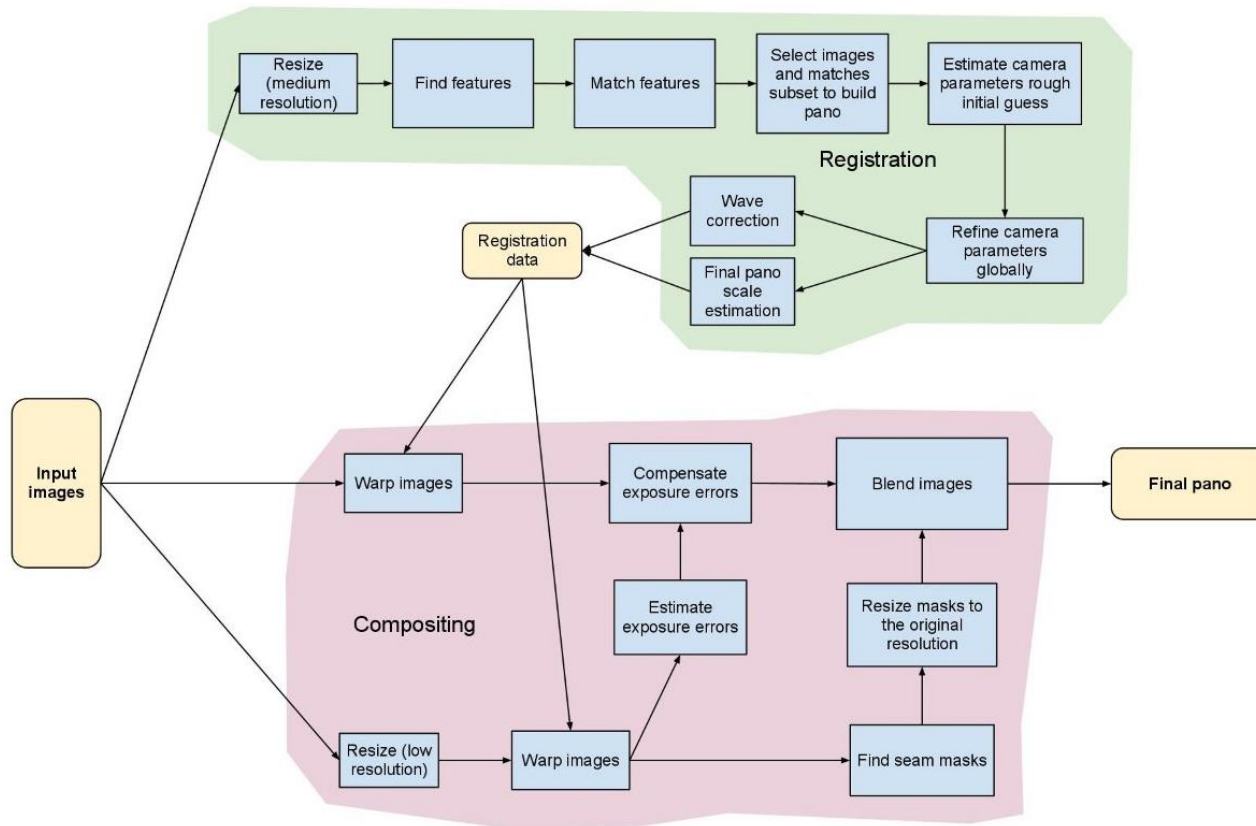 Resize
(medium
resolution)
Find features
Match features
Select images
and matches
subset to build
pano
Estimate camera
parameters rough
initial guess
Registration
Wave
correction
Refine camera
parameters
globally
Registration
data
Final pano
scale
estimation
Input
images
Warp images
Compensate
exposure errors
Blend images
Final pano
Estimate
exposure errors
Resize masks to
the original
resolution
Compositing
Resize (low
resolution)
Warp images
Find seam masks